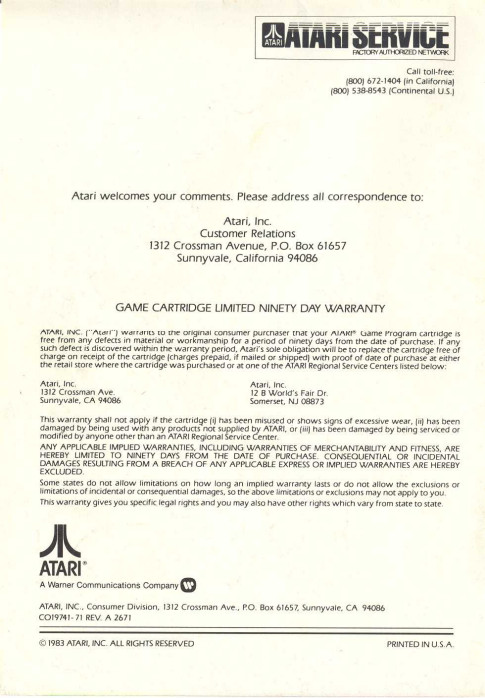 ATARI ATARI SERVICE
FACTORY AUTHORIZED NETWORK
Call toll-free:
(800) 672-1404 (in California)
(800) 538-8543 (Continental U.S.)
Atari welcomes your comments. Please address all correspondence to:
Atari, Inc.
Customer Relations
1312 Crossman Avenue, P.O. Box 61657
Sunnyvale, California 94086
GAME CARTRIDGE LIMITED NINETY DAY WARRANTY
ATARI, INC. ("Atari") warrants to the original consumer purchaser that your ATARI® Game Program cartridge is
free from any defects in material or workmanship for a period of ninety days from the date of purchase. If any
such defect is discovered within the warranty period, Atari's sole obligation will be to replace the cartridge free of
charge on receipt of the cartridge (charges prepaid, if mailed or shipped) with proof of date of purchase at either
the retail store where the cartridge was purchased or at one of the ATARI Regional Service Centers listed below:
Atari, Inc.
1312 Crossman Ave.
Sunnyvale, CA 94086
Atari, Inc.
12 B World's Fair Dr.
Somerset, NJ 08873
This warranty shall not apply if the cartridge (i) has been misused or shows signs of excessive wear, (ii) has been
damaged by being used with any products not supplied by ATARI, or (iii) has been damaged by being serviced or
modified by anyone other than an ATARI Regional Service Center.
ANY APPLICABLE IMPLIED WARRANTIES, INCLUDING WARRANTIES OF MERCHANTABILITY AND FITNESS, ARE
HEREBY LIMITED TO NINETY DAYS FROM THE DATE OF PURCHASE. CONSEQUENTIAL OR INCIDENTAL
DAMAGES RESULTING FROM A BREACH OF ANY APPLICABLE EXPRESS OR IMPLIED WARRANTIES ARE HEREBY
EXCLUDED.
Some states do not allow limitations on how long an implied warranty lasts or do not allow the exclusions or
limitations of incidental or consequential damages, so the above limitations or exclusions may not apply to you.
This warranty gives you specific legal rights and you may also have other rights which vary from state to state.
ATARI®
A Warner Communications Company
ATARI, INC., Consumer Division, 1312 Crossman Ave., P.O. Box 61657, Sunnyvale, CA 94086
CO19741-71 REV. A 2671
© 1983 ATARI, INC. ALL RIGHTS RESERVED
PRINTED IN U.S.A.